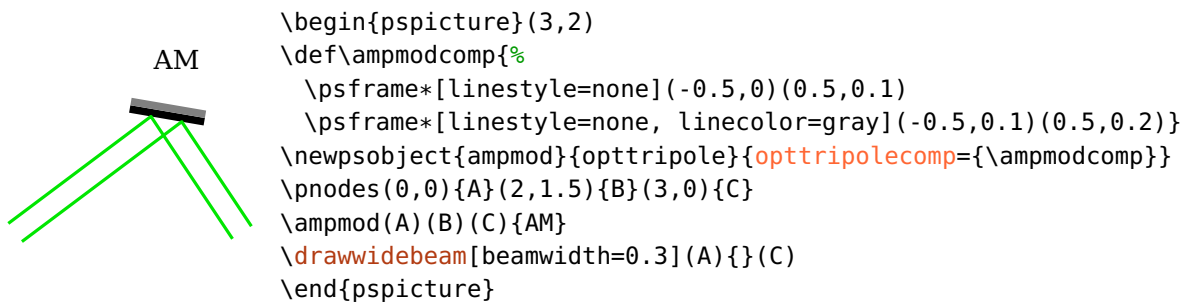 \begin{pspicture}(3,2)
\def\ampmodcomp{%
AM
\psframe*[linestyle=none](-0.5,0)(0.5,0.1)
\psframe*[linestyle=none, linecolor=gray](-0.5,0.1)(0.5,0.2)}
\newpsobject{ampmod}{opttripole}{opttripolecomp={\ampmodcomp}}
\pnodes(0,0){A}(2,1.5){B}(3,0){C}
\ampmod(A)(B)(C){AM}
\drawwidebeam[beamwidth=0.3](A){}(C)
\end{pspicture}